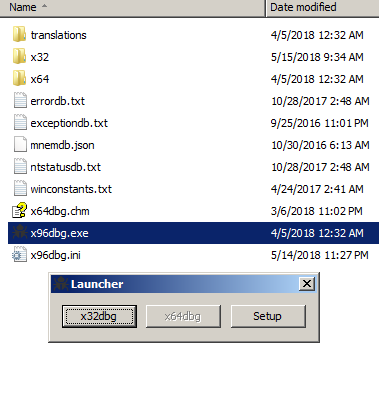 Name Date modified
translations 4/5/2018 12:32 AM
x32 5/15/2018 9:34 AM
x64 4/5/2018 12:32 AM
errordb.txt 10/28/2017 2:48 AM
exceptiondb.txt 9/25/2016 11:01 PM
mnemdb.json 10/30/2016 6:13 AM
ntstatusdb.txt 10/28/2017 2:48 AM
winconstants.txt 4/24/2017 2:41 AM
x64dbg.chm 3/6/2018 11:02 PM
x96dbg.exe 4/5/2018 12:32 AM
x96dbg.ini 5/14/2018 11:27 PM
Launcher
x32dbg x64dbg Setup